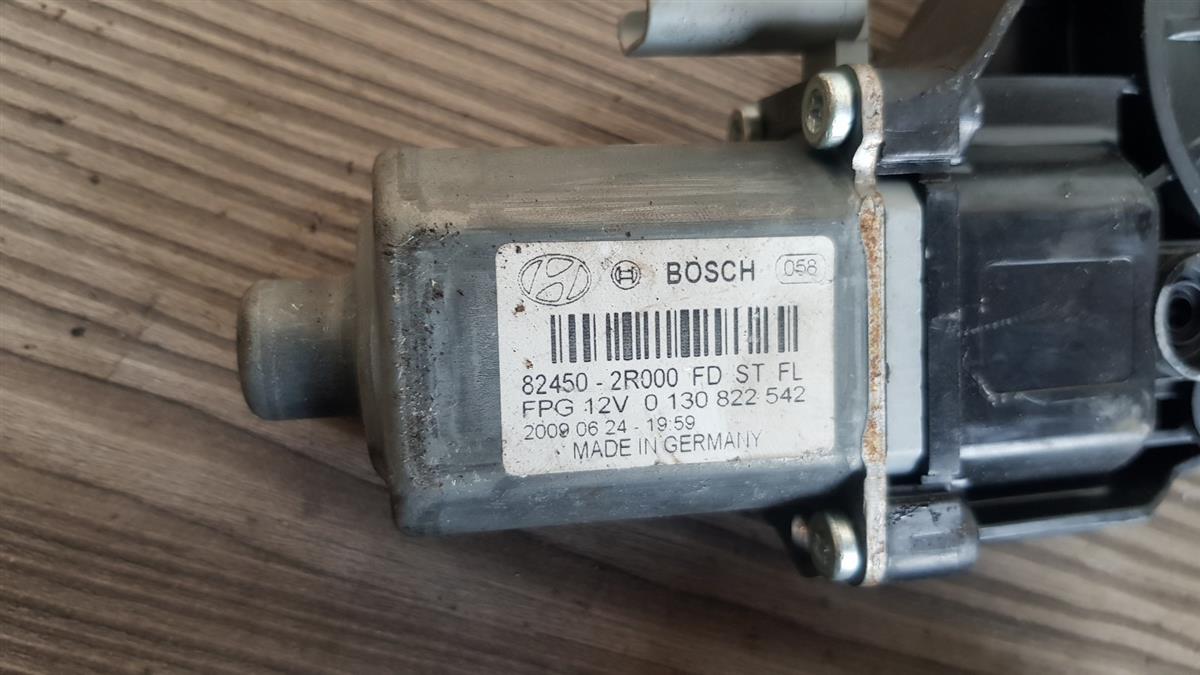 BOSCH 058
82450 - 2R000 FD ST FL
FPG 12V 0 130 822 542
2009 06 24 - 19:59
MADE IN GERMANY